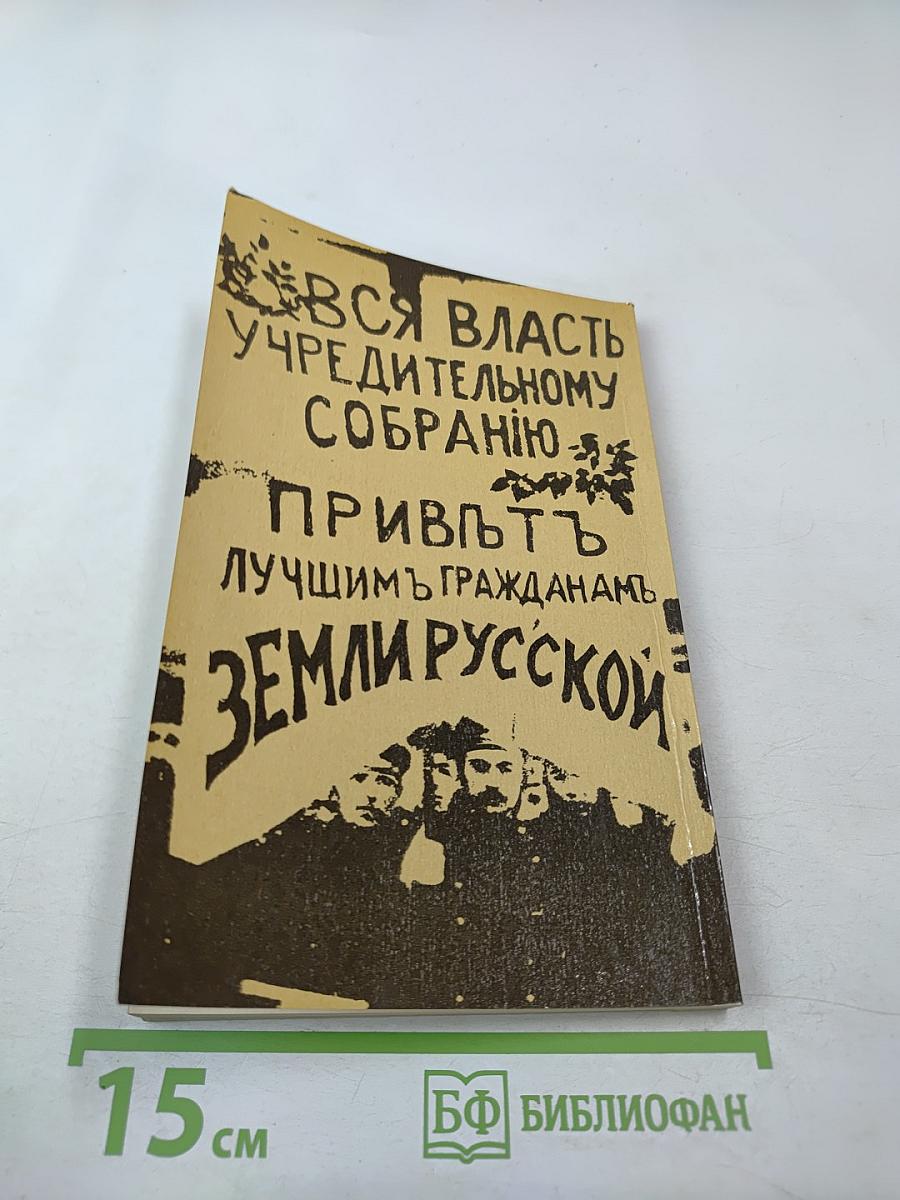 ВСЯ ВЛАСТЬ
УЧРЕДИТЕЛЬНОМУ
СОБРАНІЮ
ПРИВѢТЪ
ЛУЧШИМЪ ГРАЖДАНАМЪ
ЗЕМЛИ РУССКОЙ
15 см
БФ БИБЛИОФАН